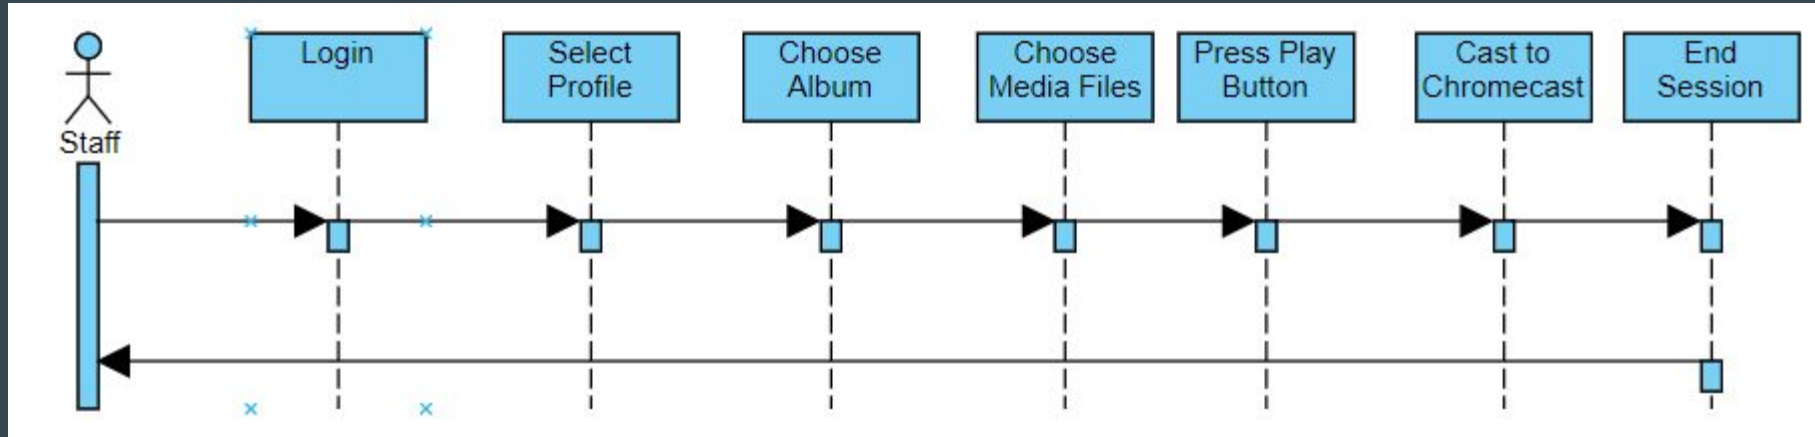 Staff
Login
Select
Profile
Choose
Album
Choose
Media Files
Press Play
Button
Cast to
Chromecast
End
Session